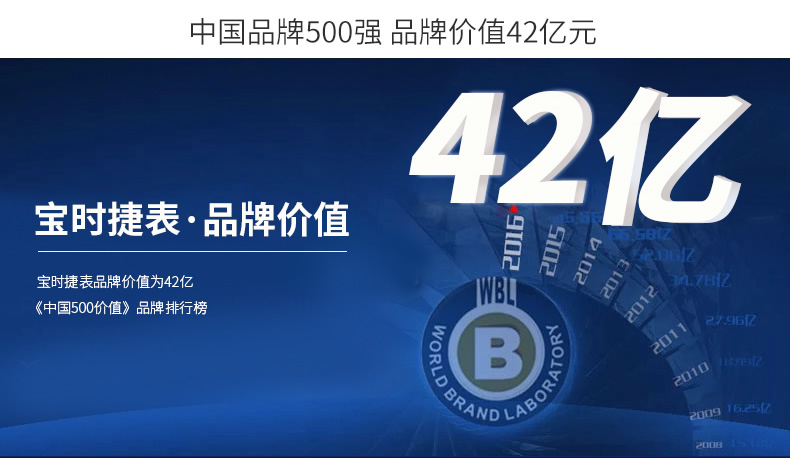 中国品牌500强 品牌价值42亿元
42亿
宝时捷表·品牌价值
宝时捷表品牌价值为42亿
《中国500价值》品牌排行榜
2016
2015
2014
2013
2012
34.78亿
2011
27.96亿
2010
2009 16.25亿
2008
WBL
B
WORLD BRAND LABORATORY